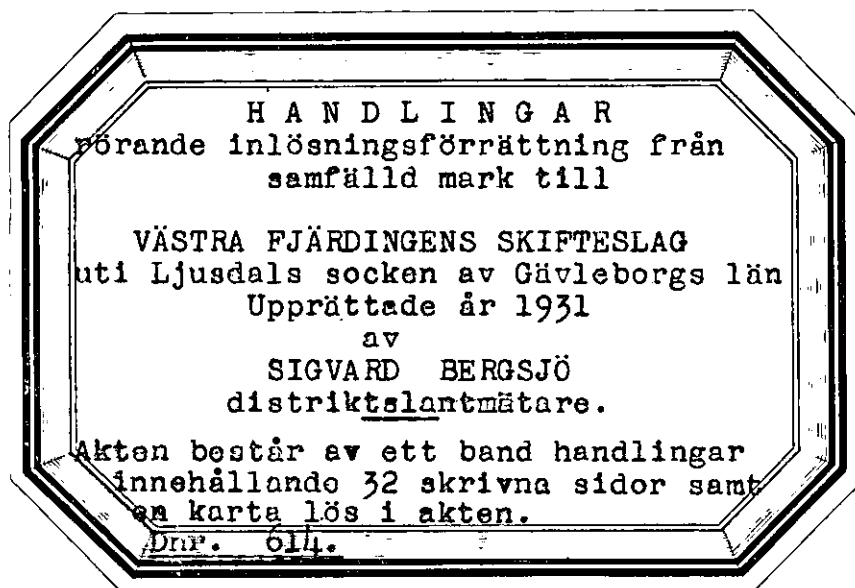 HANDLINGAR
rörande inlösningsförrättning från
samfälld mark till
VÄSTRA FJÄRDINGENS SKIFTESLAG
uti Ljusdals socken av Gävleborgs län
Upprättade år 1931
av
SIGVARD BERGSJÖ
distriktslantmätare.
Akten består av ett band handlingar
innehållande 32 skrivna sidor samt
en karta lös i akten.
Dnr. 614.